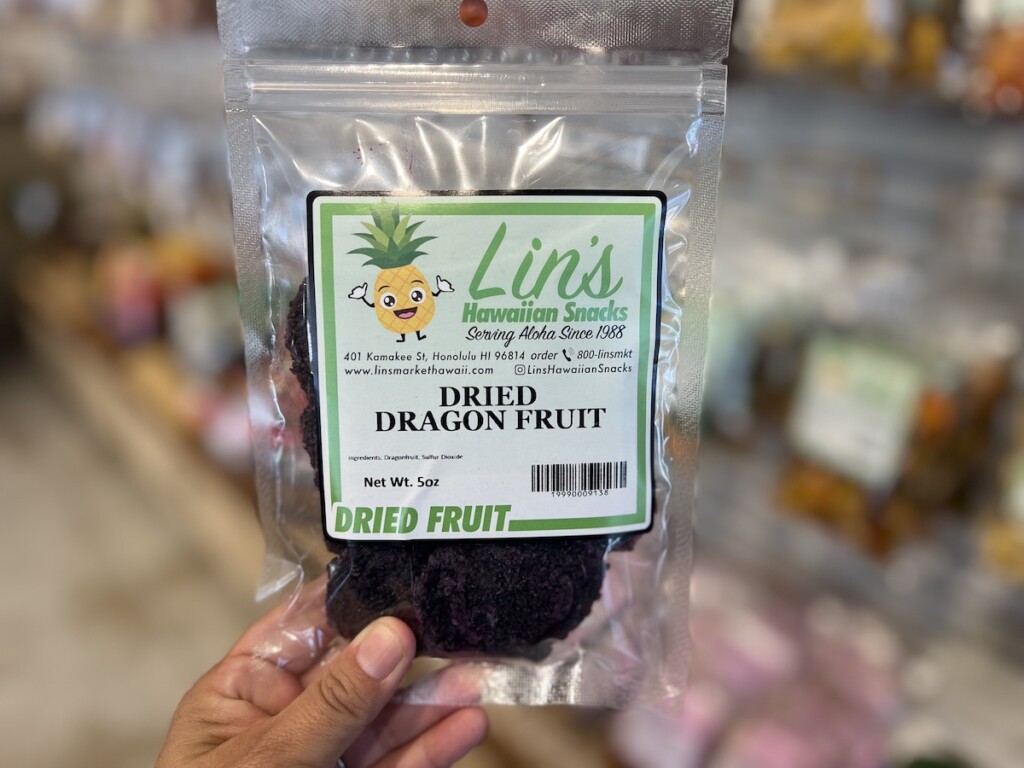 Lin's
Hawaiian Snacks
Serving Aloha Since 1988
401 Kamakee St, Honolulu HI 96814 order 800-linsmkt
www.linsmarkethawaii.com LinsHawaiianSnacks
DRIED
DRAGON FRUIT
Ingredients: Dragonfruit, Sulfur Dioxide
Net Wt. 5oz
19990009138
DRIED FRUIT